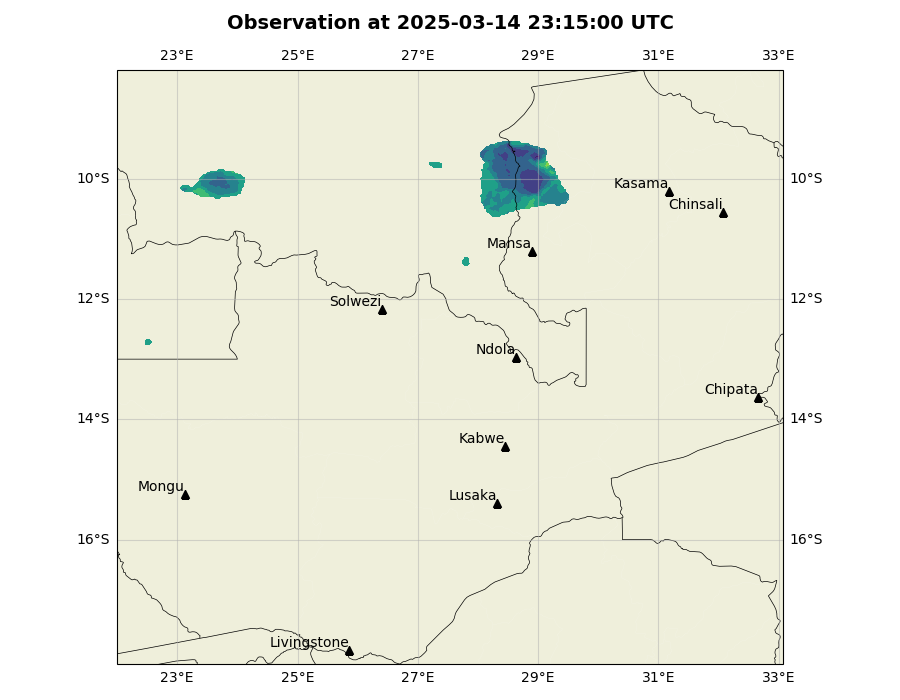 Observation at 2025-03-14 23:15:00 UTC
23°E 25°E 27°E 29°E 31°E 33°E
10°S 10°S
Kasama
Chinsali
Mansa
12°S 12°S
Solwezi
Ndola
Chipata
14°S 14°S
Kabwe
Mongu
Lusaka
16°S 16°S
Livingstone
23°E 25°E 27°E 29°E 31°E 33°E